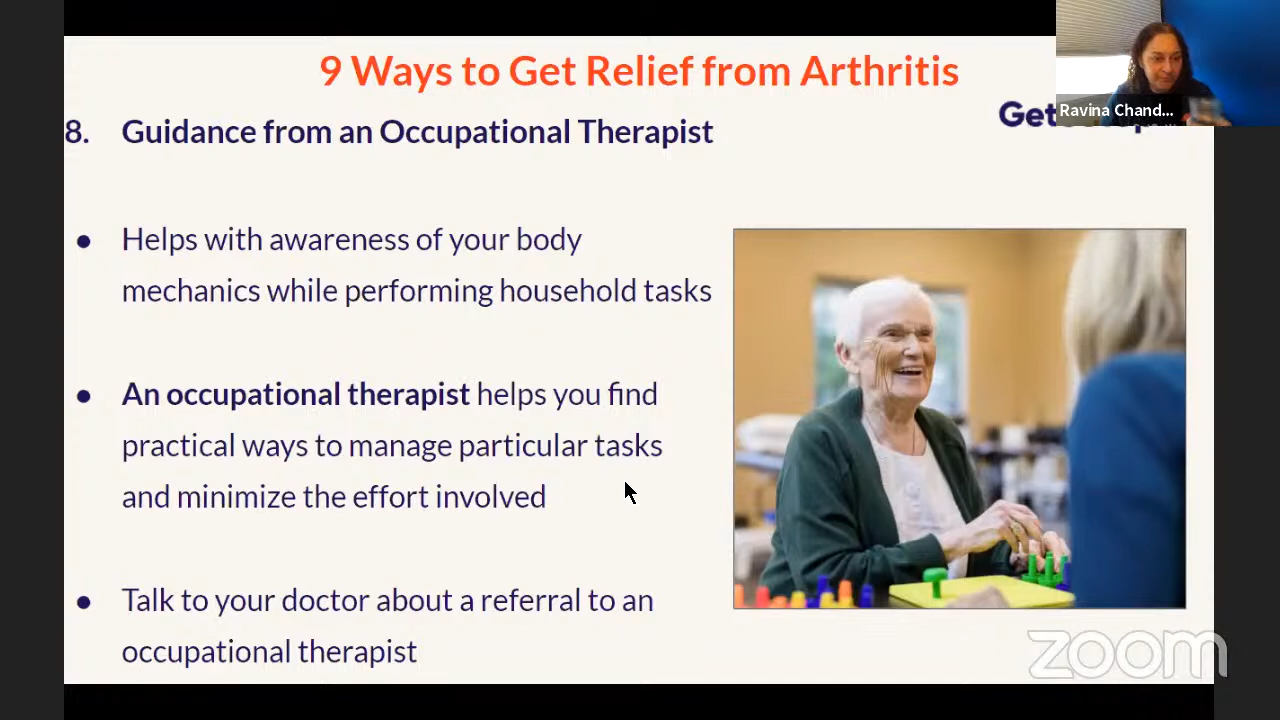 9 Ways to Get Relief from Arthritis
Ravina Chand...
Get
8. Guidance from an Occupational Therapist
● Helps with awareness of your body
mechanics while performing household tasks
● An occupational therapist helps you find
practical ways to manage particular tasks
and minimize the effort involved
● Talk to your doctor about a referral to an
occupational therapist
zoom